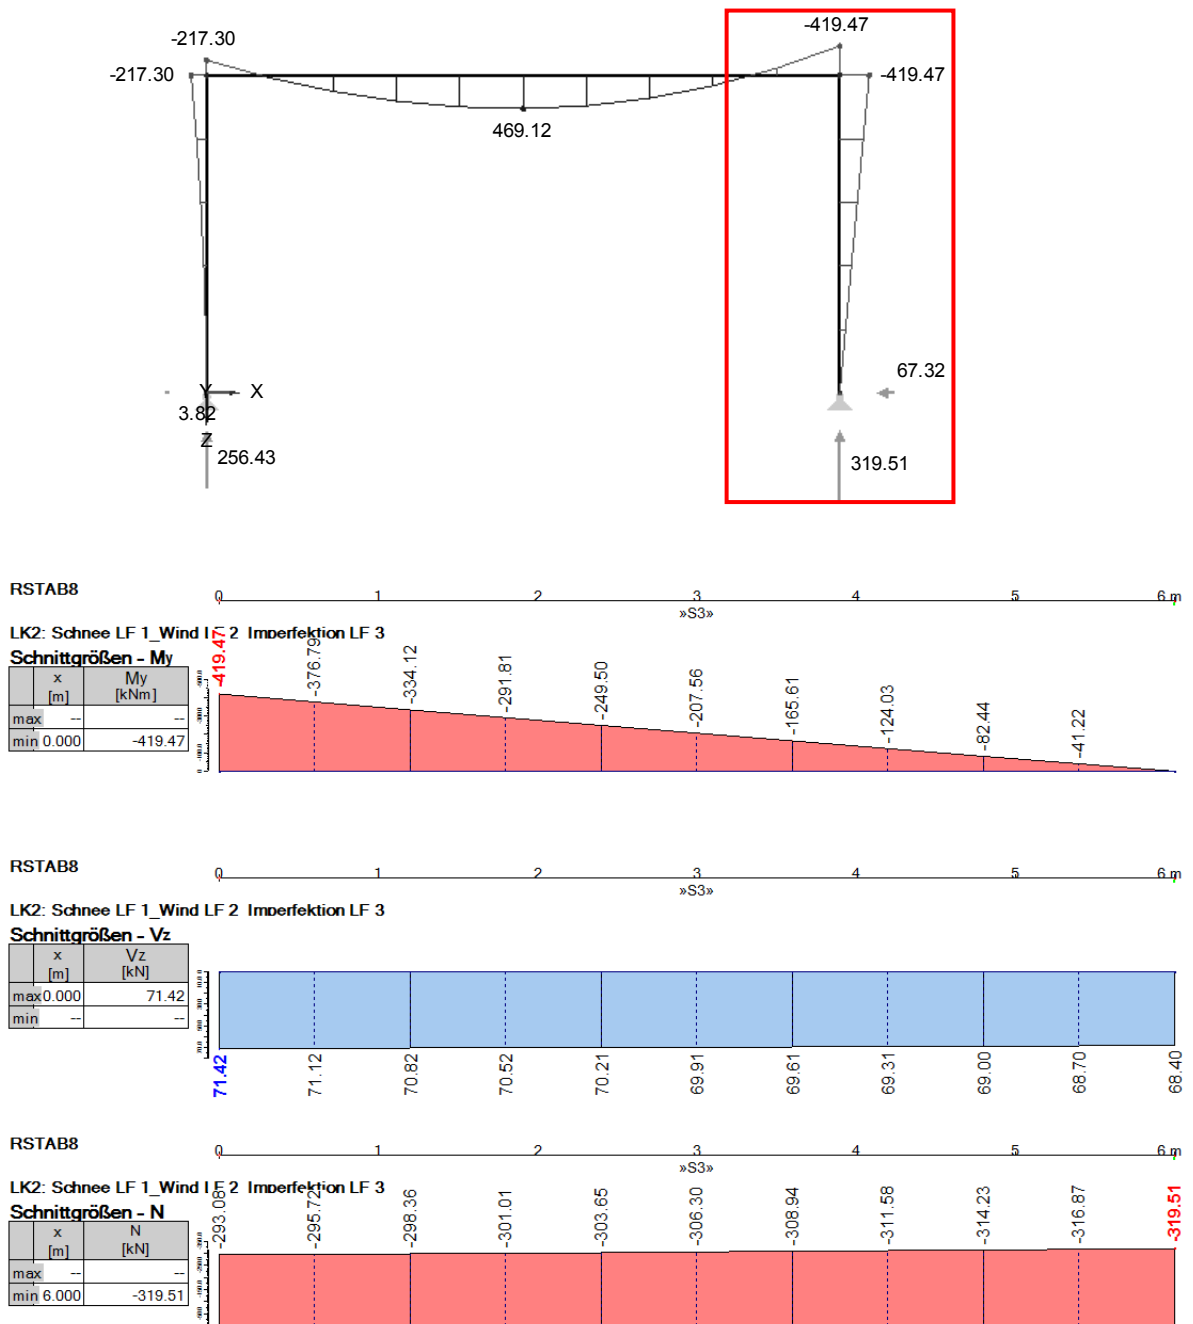 -419.47
-217.30
-217.30
-419.47
469.12
67.32
Y X
3.82
Z
256.43
319.51
RSTAB8
0 1 2 3 4 5 6 m
»S3»
LK2: Schnee LF 1_Wind LF 2 Imperfektion LF 3
Schnittgrößen - My
x My
[m] [kNm]
max -- --
min 0.000 -419.47
-419.47 -376.79 -334.12 -291.81 -249.50 -207.56 -165.61 -124.03 -82.44 -41.22
RSTAB8
0 1 2 3 4 5 6 m
»S3»
LK2: Schnee LF 1_Wind LF 2 Imperfektion LF 3
Schnittgrößen - Vz
x Vz
[m] [kN]
max 0.000 71.42
min -- --
71.42 71.12 70.82 70.52 70.21 69.91 69.61 69.31 69.00 68.70 68.40
RSTAB8
0 1 2 3 4 5 6 m
»S3»
LK2: Schnee LF 1_Wind LF 2 Imperfektion LF 3
Schnittgrößen - N
x N
[m] [kN]
max -- --
min 6.000 -319.51
-293.08 -295.72 -298.36 -301.01 -303.65 -306.30 -308.94 -311.58 -314.23 -316.87 -319.51